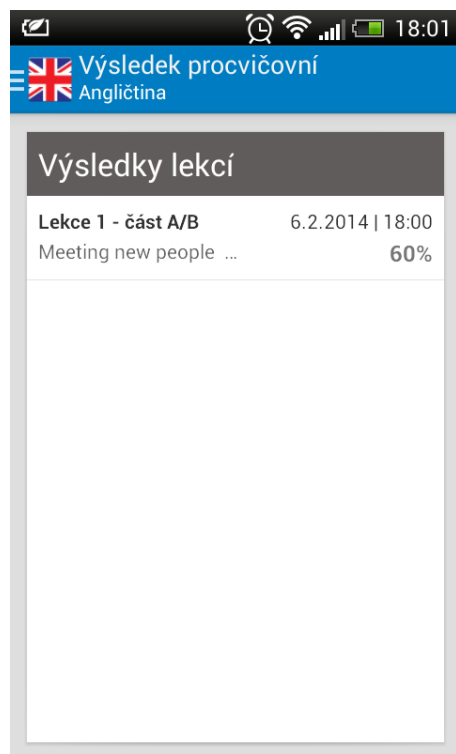 18:01
Výsledek procvičovní
Angličtina
Výsledky lekcí
Lekce 1 - část A/B 6.2.2014 | 18:00
Meeting new people ... 60%